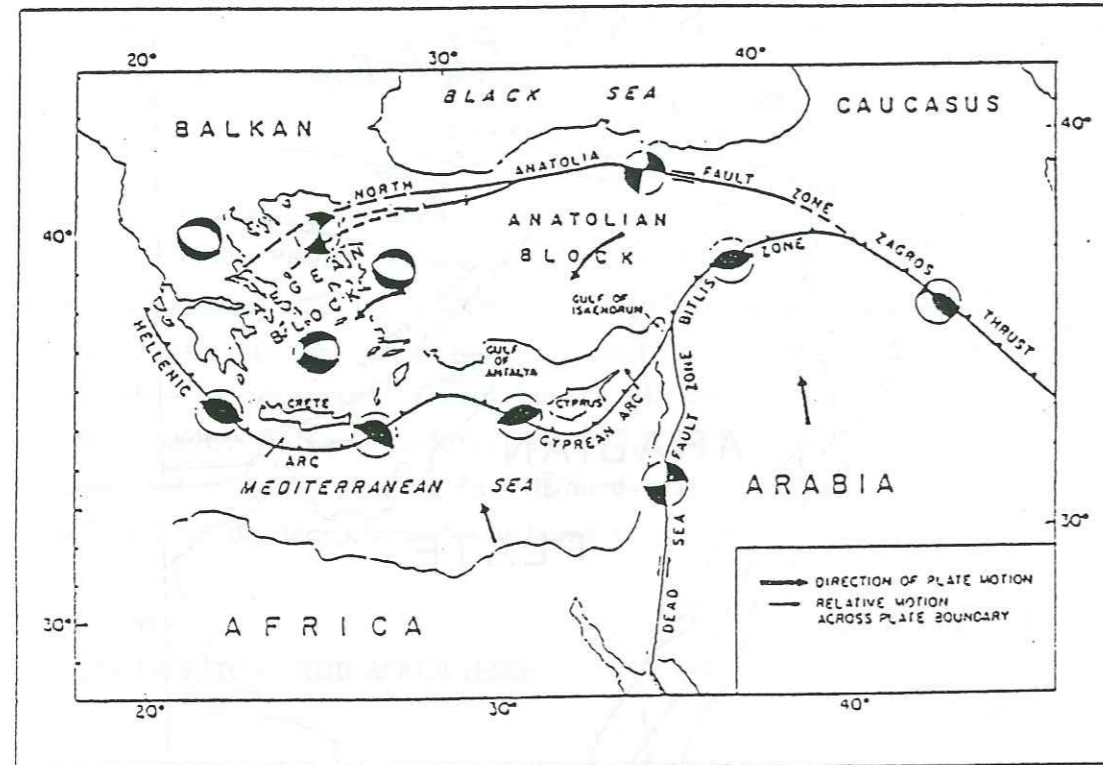 20° 30° 40°
BLACK SEA
CAUCASUS
BALKAN
40°
NORTH ANATOLIA FAULT ZONE
ANATOLIAN
BLOCK
40°
AEGEAN
BLOCK
ZAGROS THRUST
BITLIS ZONE
GULF OF
ISKENDRUM
HELLENIC
ARC
GULF
OF
ANTALYA
CRETE
CYPRUS
CYPREAN ARC
MEDITERRANEAN SEA
ARABIA
DEAD SEA FAULT ZONE
30°
30°
AFRICA
DIRECTION OF PLATE MOTION
RELATIVE MOTION
ACROSS PLATE BOUNDARY
20° 30° 40°